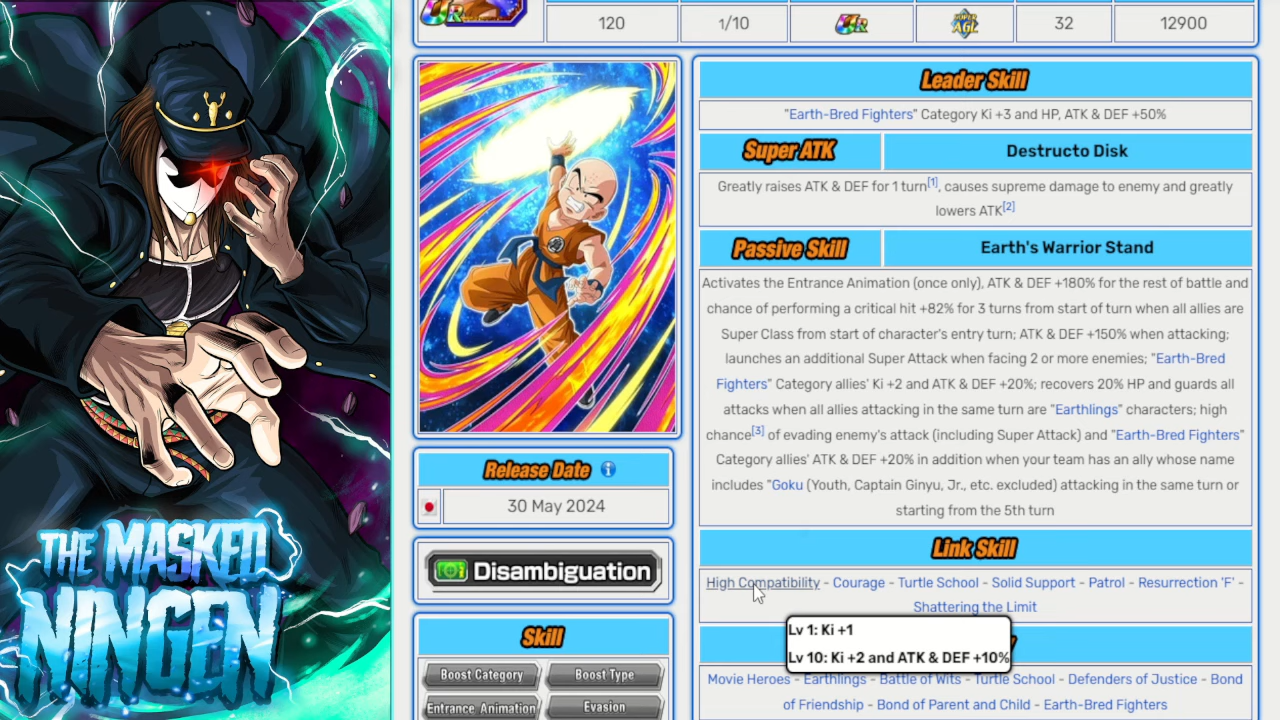 UR
120
1/10
UR
SUPER AGL
32
12900
Leader Skill
"Earth-Bred Fighters" Category Ki +3 and HP, ATK & DEF +50%
Super ATK
Destructo Disk
Greatly raises ATK & DEF for 1 turn[1], causes supreme damage to enemy and greatly
lowers ATK[2]
Passive Skill
Earth's Warrior Stand
Activates the Entrance Animation (once only), ATK & DEF +180% for the rest of battle and
chance of performing a critical hit +82% for 3 turns from start of turn when all allies are
Super Class from start of character's entry turn; ATK & DEF +150% when attacking;
launches an additional Super Attack when facing 2 or more enemies; "Earth-Bred
Fighters" Category allies' Ki +2 and ATK & DEF +20%; recovers 20% HP and guards all
attacks when all allies attacking in the same turn are "Earthlings" characters; high
chance[3] of evading enemy's attack (including Super Attack) and "Earth-Bred Fighters"
Category allies' ATK & DEF +20% in addition when your team has an ally whose name
includes "Goku (Youth, Captain Ginyu, Jr., etc. excluded) attacking in the same turn or
starting from the 5th turn
Release Date
30 May 2024
Disambiguation
Skill
Boost Category
Boost Type
Entrance Animation
Evasion
Link Skill
High Compatibility - Courage - Turtle School - Solid Support - Patrol - Resurrection 'F' -
Shattering the Limit
Lv 1: Ki +1
Lv 10: Ki +2 and ATK & DEF +10%
Movie Heroes - Earthlings - Battle of Wits - Turtle School - Defenders of Justice - Bond
of Friendship - Bond of Parent and Child - Earth-Bred Fighters
THE MASKED
NINGEN